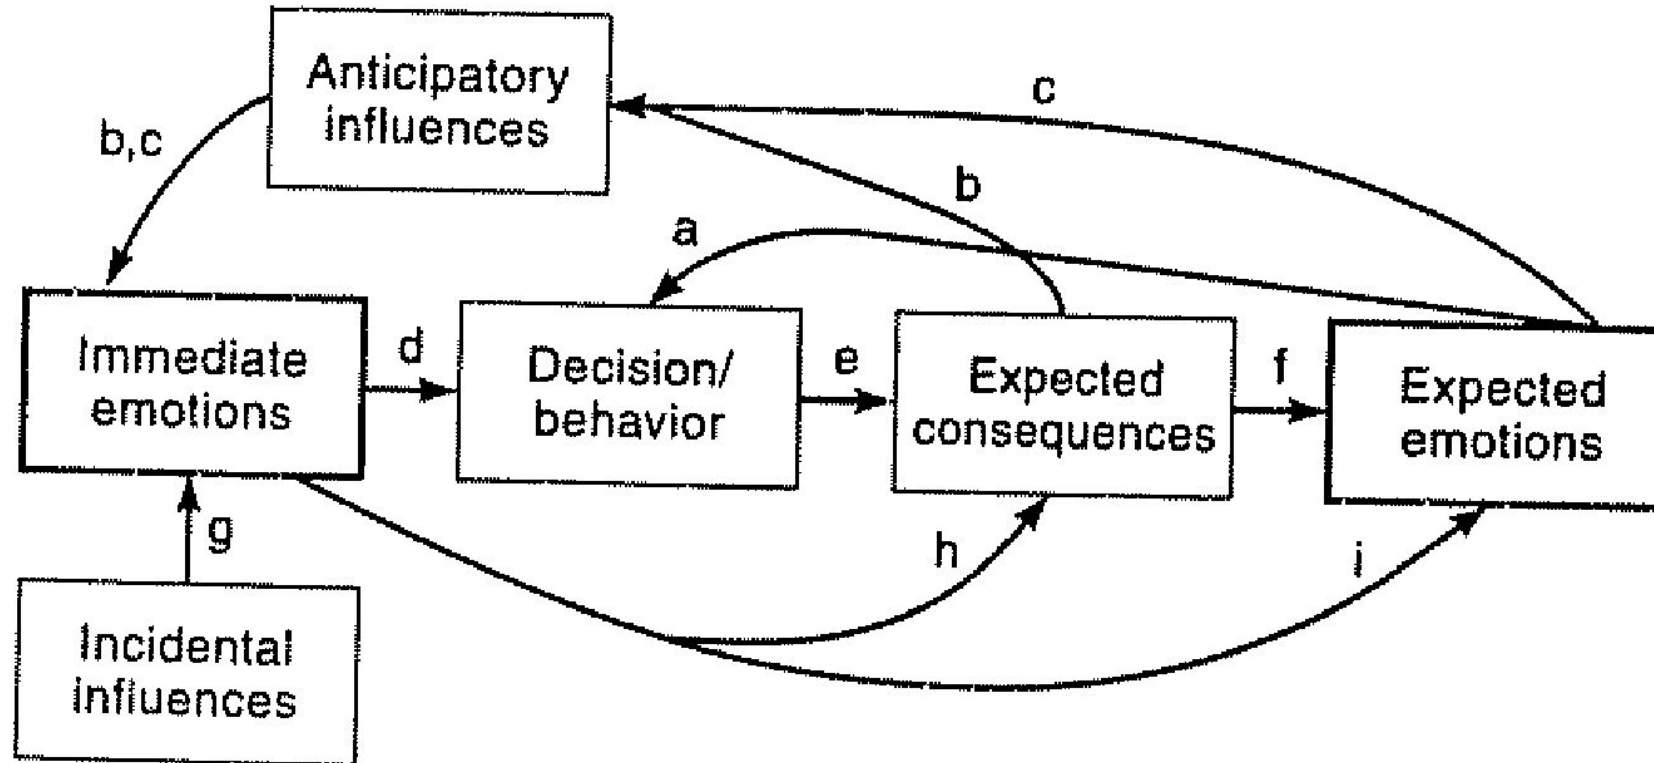 Anticipatory
influences
c
b,c
b
a
Immediate
emotions
d
Decision/
behavior
e
Expected
consequences
f
Expected
emotions
g
h
i
Incidental
influences